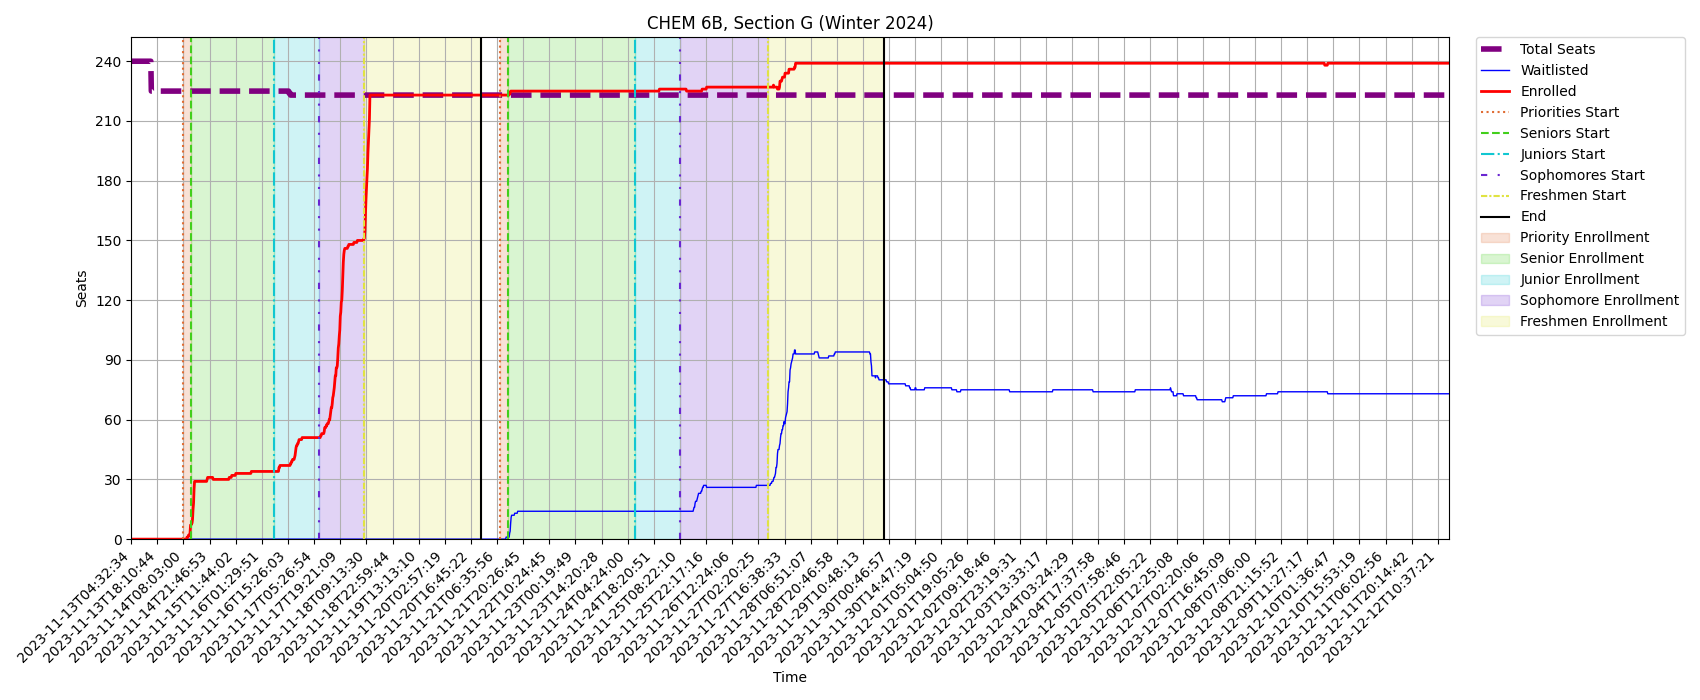 CHEM 6B, Section G (Winter 2024)
Seats
240
210
180
150
120
90
60
30
0
2023-11-13T04:32:34
2023-11-13T18:10:44
2023-11-14T08:03:00
2023-11-14T21:46:53
2023-11-15T11:44:02
2023-11-16T01:29:51
2023-11-16T15:26:03
2023-11-17T05:26:54
2023-11-17T19:21:09
2023-11-18T09:13:30
2023-11-18T22:59:44
2023-11-19T13:13:10
2023-11-20T02:57:19
2023-11-20T16:45:22
2023-11-21T06:35:56
2023-11-21T20:26:45
2023-11-22T10:24:45
2023-11-23T00:19:49
2023-11-23T14:20:28
2023-11-24T04:24:00
2023-11-24T18:20:51
2023-11-25T08:22:10
2023-11-25T22:17:16
2023-11-26T12:24:06
2023-11-27T02:20:25
2023-11-27T16:38:33
2023-11-28T06:51:07
2023-11-28T20:46:58
2023-11-29T10:48:13
2023-11-30T00:46:57
2023-11-30T14:47:19
2023-12-01T05:04:50
2023-12-01T19:05:26
2023-12-02T09:18:46
2023-12-02T23:19:31
2023-12-03T13:33:17
2023-12-04T03:24:29
2023-12-04T17:37:58
2023-12-05T07:58:46
2023-12-05T22:05:22
2023-12-06T12:25:08
2023-12-07T02:20:06
2023-12-07T16:45:09
2023-12-08T07:06:00
2023-12-08T21:15:52
2023-12-09T11:27:17
2023-12-10T01:36:47
2023-12-10T15:53:19
2023-12-11T06:02:56
2023-12-11T20:14:42
2023-12-12T10:37:21
Time
Total Seats
Waitlisted
Enrolled
Priorities Start
Seniors Start
Juniors Start
Sophomores Start
Freshmen Start
End
Priority Enrollment
Senior Enrollment
Junior Enrollment
Sophomore Enrollment
Freshmen Enrollment